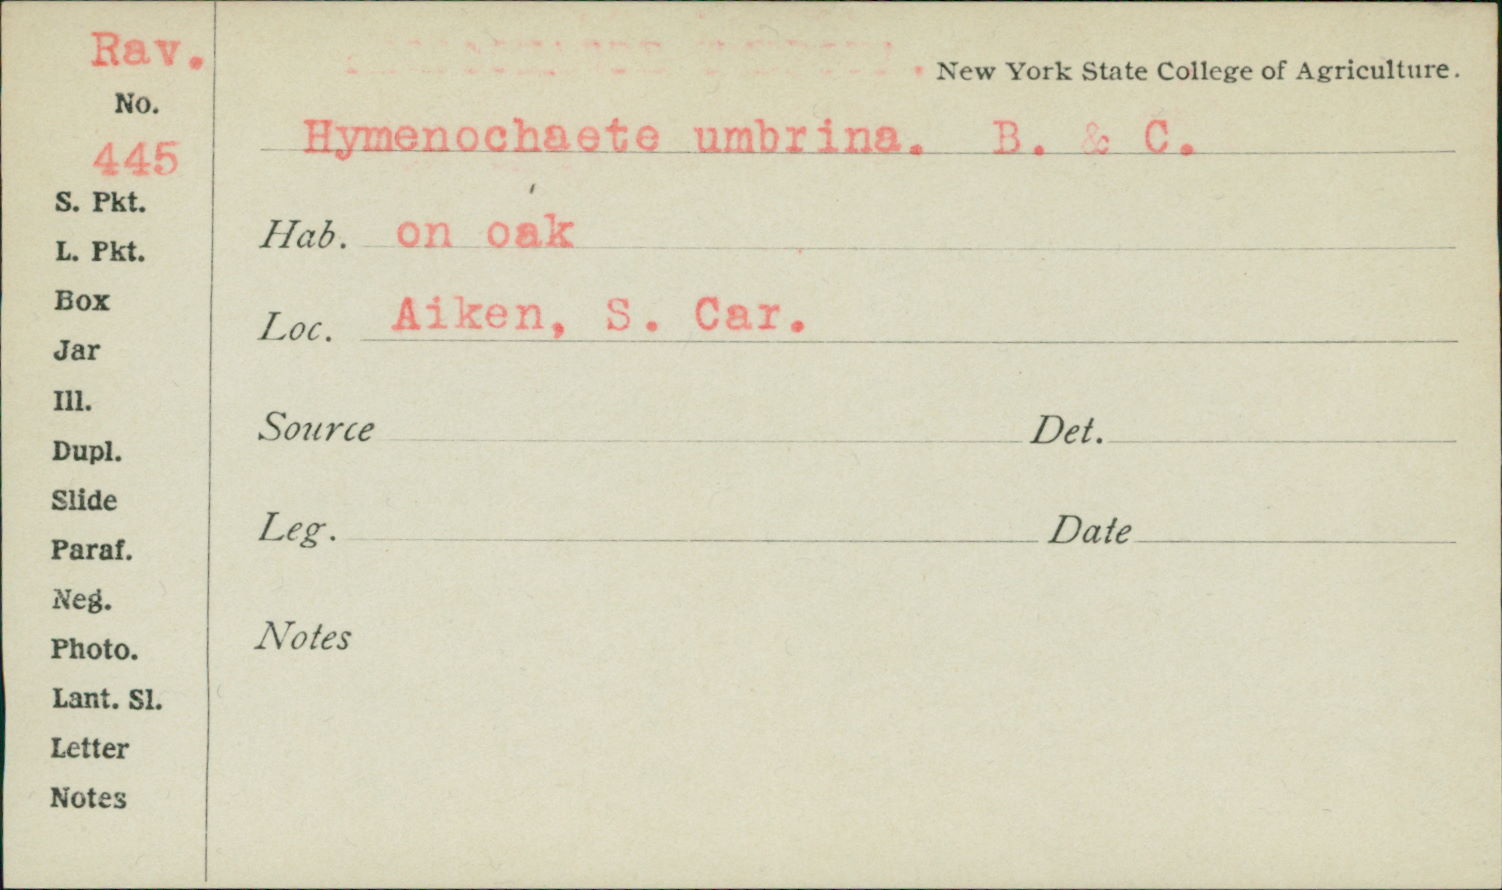 Rav.
No.
445
S. Pkt.
L. Pkt.
Box
Jar
Ill.
Dupl.
Slide
Paraf.
Neg.
Photo.
Lant. Sl.
Letter
Notes
New York State College of Agriculture.
Hymenochaete umbrina. B. & C.
Hab. on oak
Loc. Aiken, S. Car.
Source Det.
Leg. Date
Notes